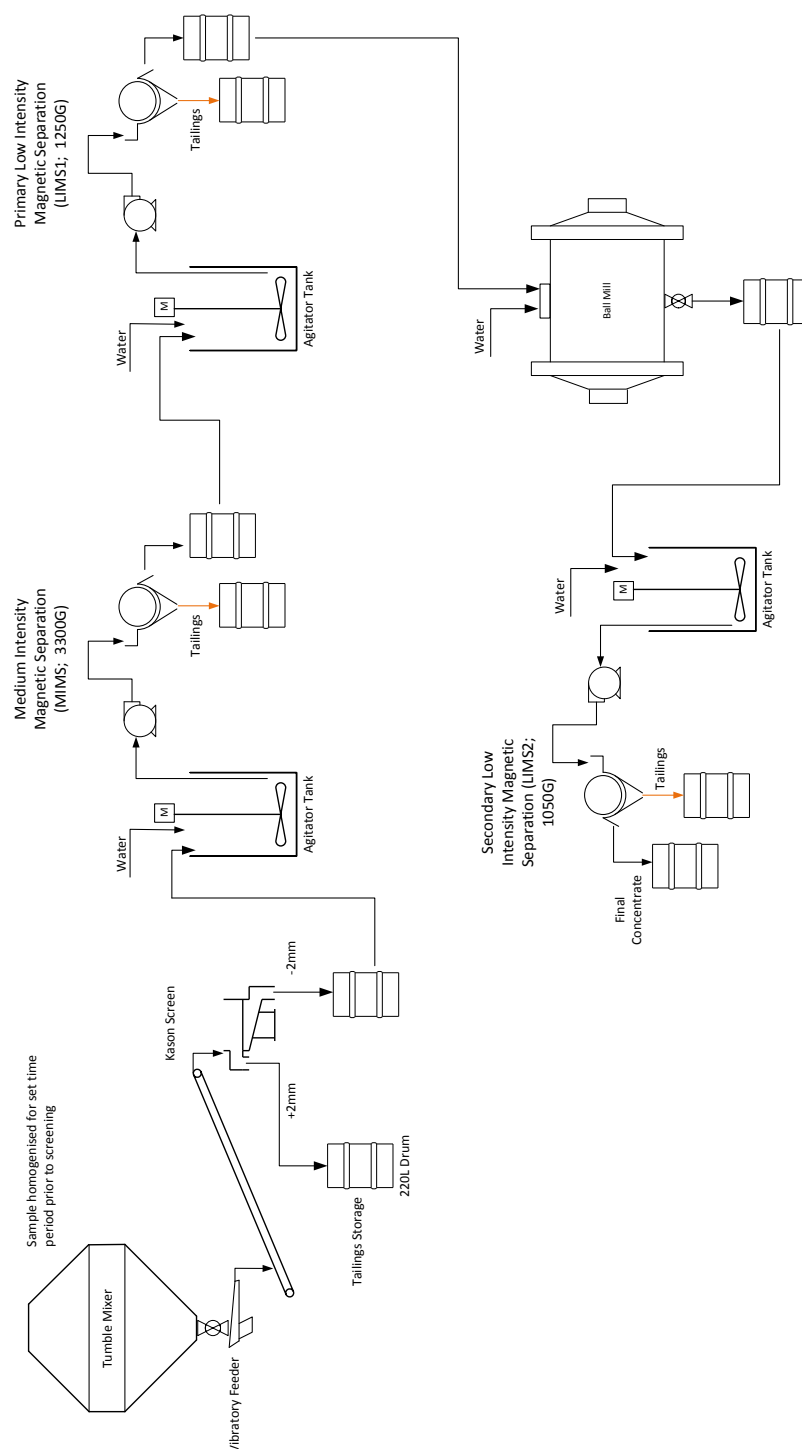 Sample homogenised for set time
period prior to screening
Tumble Mixer
Vibratory Feeder
Kason Screen
+2mm
-2mm
Tailings Storage
220L Drum
Medium Intensity
Magnetic Separation
(MIMS; 3300G)
Water
M
Agitator Tank
Tailings
Primary Low Intensity
Magnetic Separation
(LIMS1; 1250G)
Water
M
Agitator Tank
Tailings
Water
Ball Mill
Water
M
Agitator Tank
Secondary Low
Intensity Magnetic
Separation (LIMS2;
1050G)
Tailings
Final
Concentrate